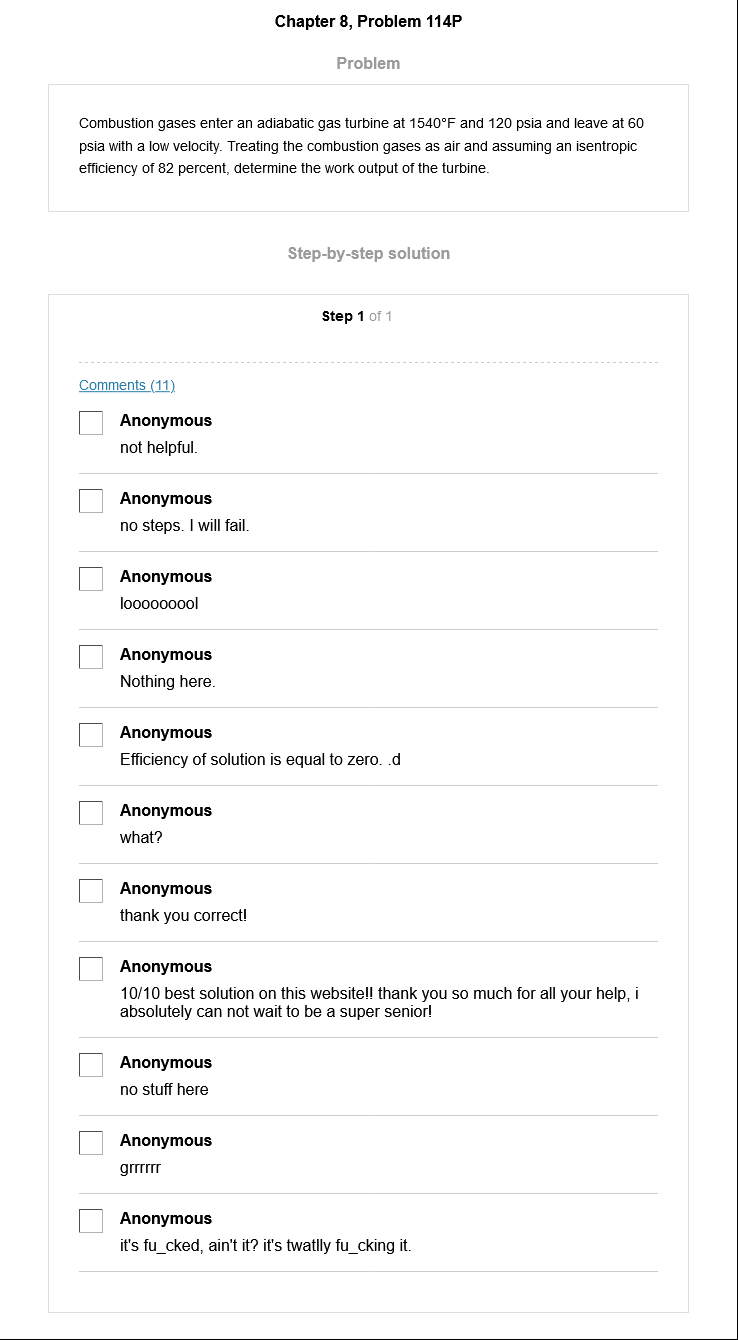 Chapter 8, Problem 114P
Problem
Combustion gases enter an adiabatic gas turbine at 1540°F and 120 psia and leave at 60
psia with a low velocity. Treating the combustion gases as air and assuming an isentropic
efficiency of 82 percent, determine the work output of the turbine.
Step-by-step solution
Step 1 of 1
Comments (11)
Anonymous
not helpful.
Anonymous
no steps. I will fail.
Anonymous
looooooool
Anonymous
Nothing here.
Anonymous
Efficiency of solution is equal to zero. .d
Anonymous
what?
Anonymous
thank you correct!
Anonymous
10/10 best solution on this website!! thank you so much for all your help, i
absolutely can not wait to be a super senior!
Anonymous
no stuff here
Anonymous
grrrrrr
Anonymous
it's fu_cked, ain't it? it's twatlly fu_cking it.